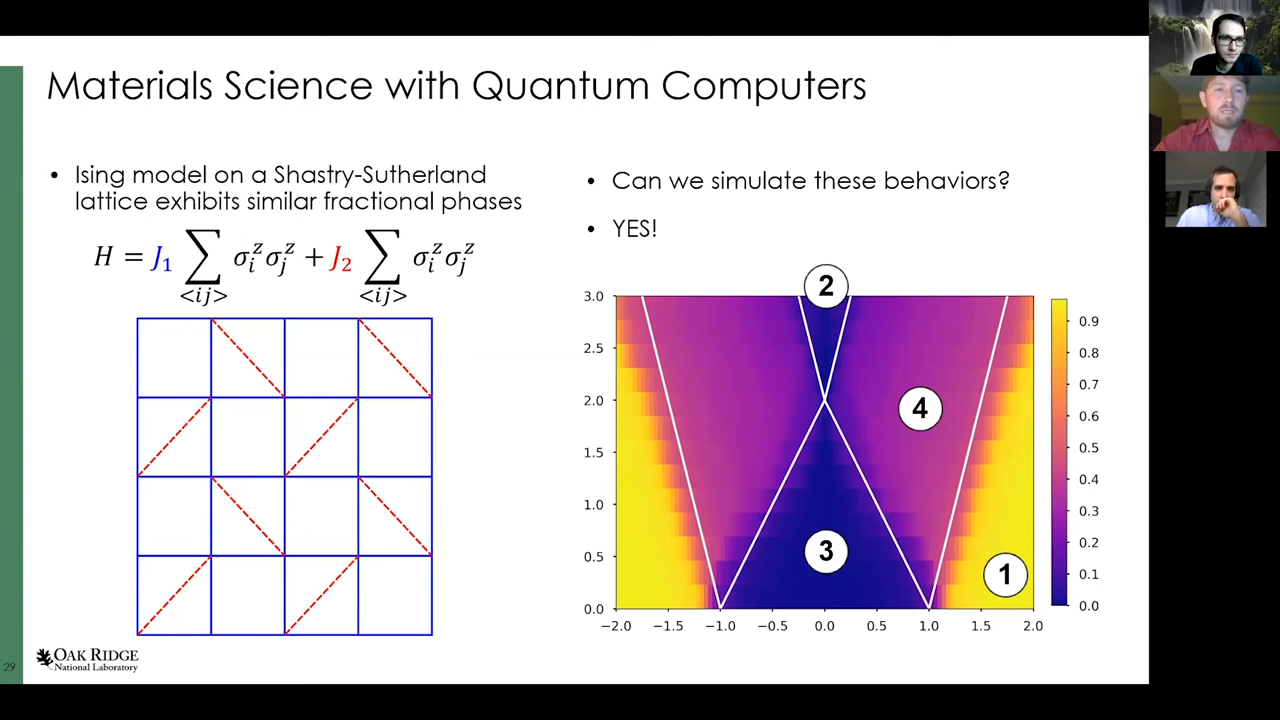 Materials Science with Quantum Computers
• Ising model on a Shastry-Sutherland
lattice exhibits similar fractional phases
H = J₁ ∑ σᵢᶻσⱼᶻ + J₂ ∑ σᵢᶻσⱼᶻ
<ij> <ij>
• Can we simulate these behaviors?
• YES!
2
3.0
2.5
2.0
1.5
1.0
0.5
0.0
4
3
1
−2.0 −1.5 −1.0 −0.5 0.0 0.5 1.0 1.5 2.0
0.9
0.8
0.7
0.6
0.5
0.4
0.3
0.2
0.1
0.0
29
OAK RIDGE
National Laboratory